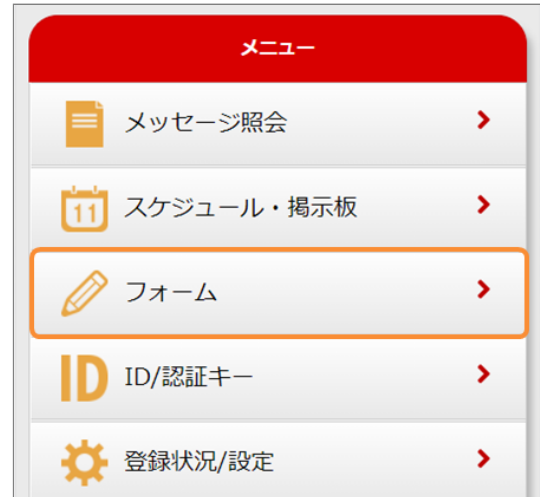 メニュー
メッセージ照会
11
スケジュール・掲示板
フォーム
ID
ID/認証キー
登録状況/設定